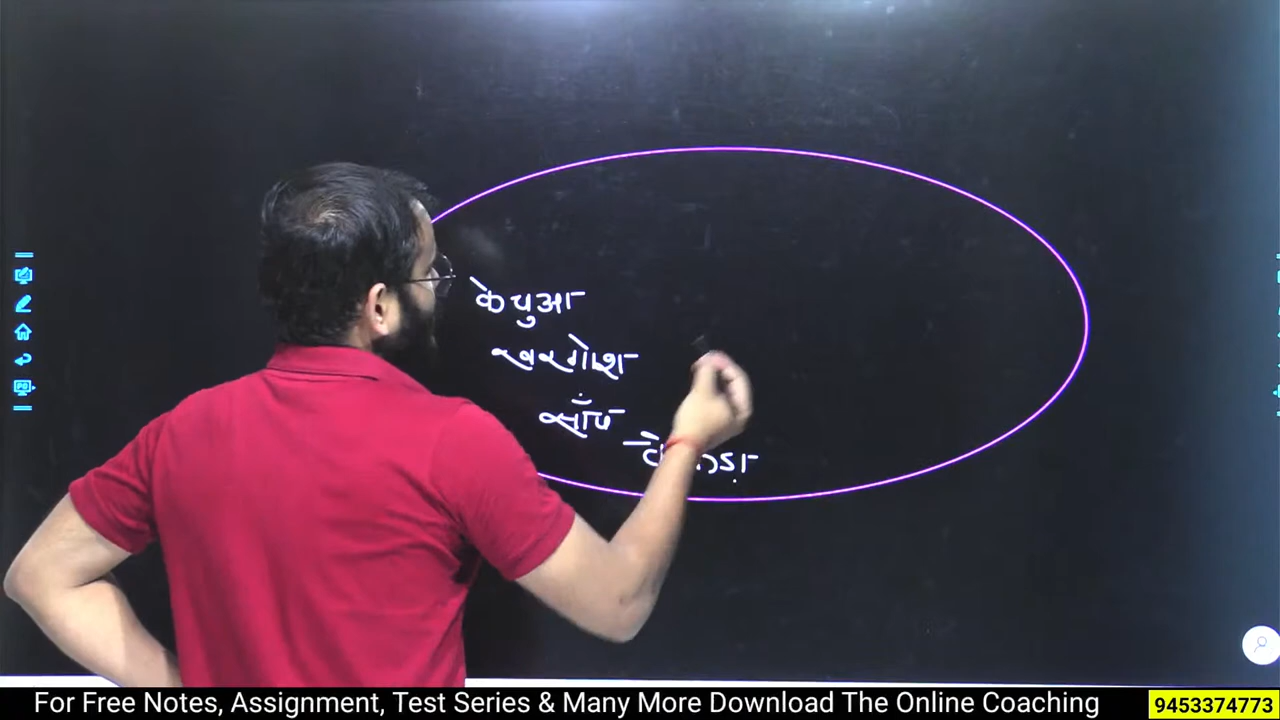 केचुआ
खरगोश
साँप
For Free Notes, Assignment, Test Series & Many More Download The Online Coaching
9453374773